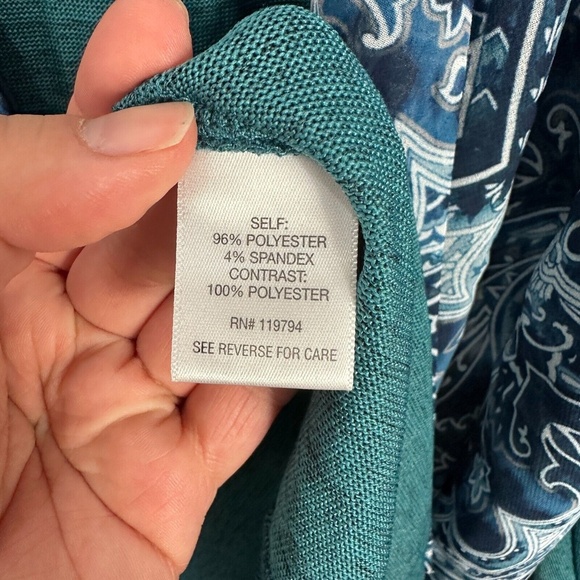 SELF:
96% POLYESTER
4% SPANDEX
CONTRAST:
100% POLYESTER
RN# 119794
SEE REVERSE FOR CARE